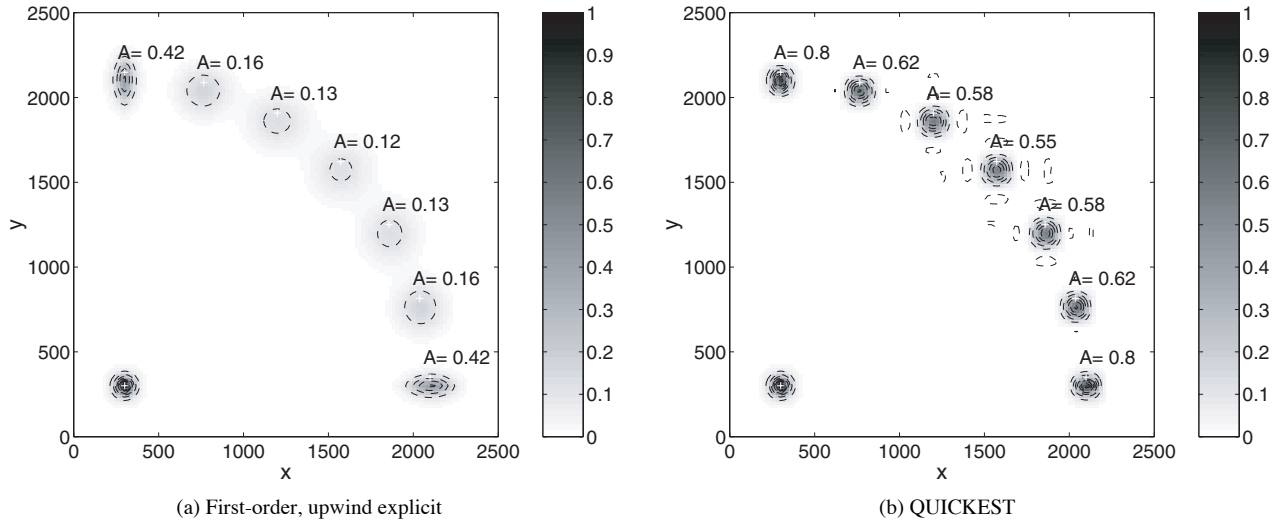 2500
2000
1500
1000
500
0
y
0
500
1000
1500
2000
2500
x
A= 0.42
A= 0.16
A= 0.13
A= 0.12
A= 0.13
A= 0.16
A= 0.42
1
0.9
0.8
0.7
0.6
0.5
0.4
0.3
0.2
0.1
0
(a) First-order, upwind explicit
2500
2000
1500
1000
500
0
y
0
500
1000
1500
2000
2500
x
A= 0.8
A= 0.62
A= 0.58
A= 0.55
A= 0.58
A= 0.62
A= 0.8
1
0.9
0.8
0.7
0.6
0.5
0.4
0.3
0.2
0.1
0
(b) QUICKEST